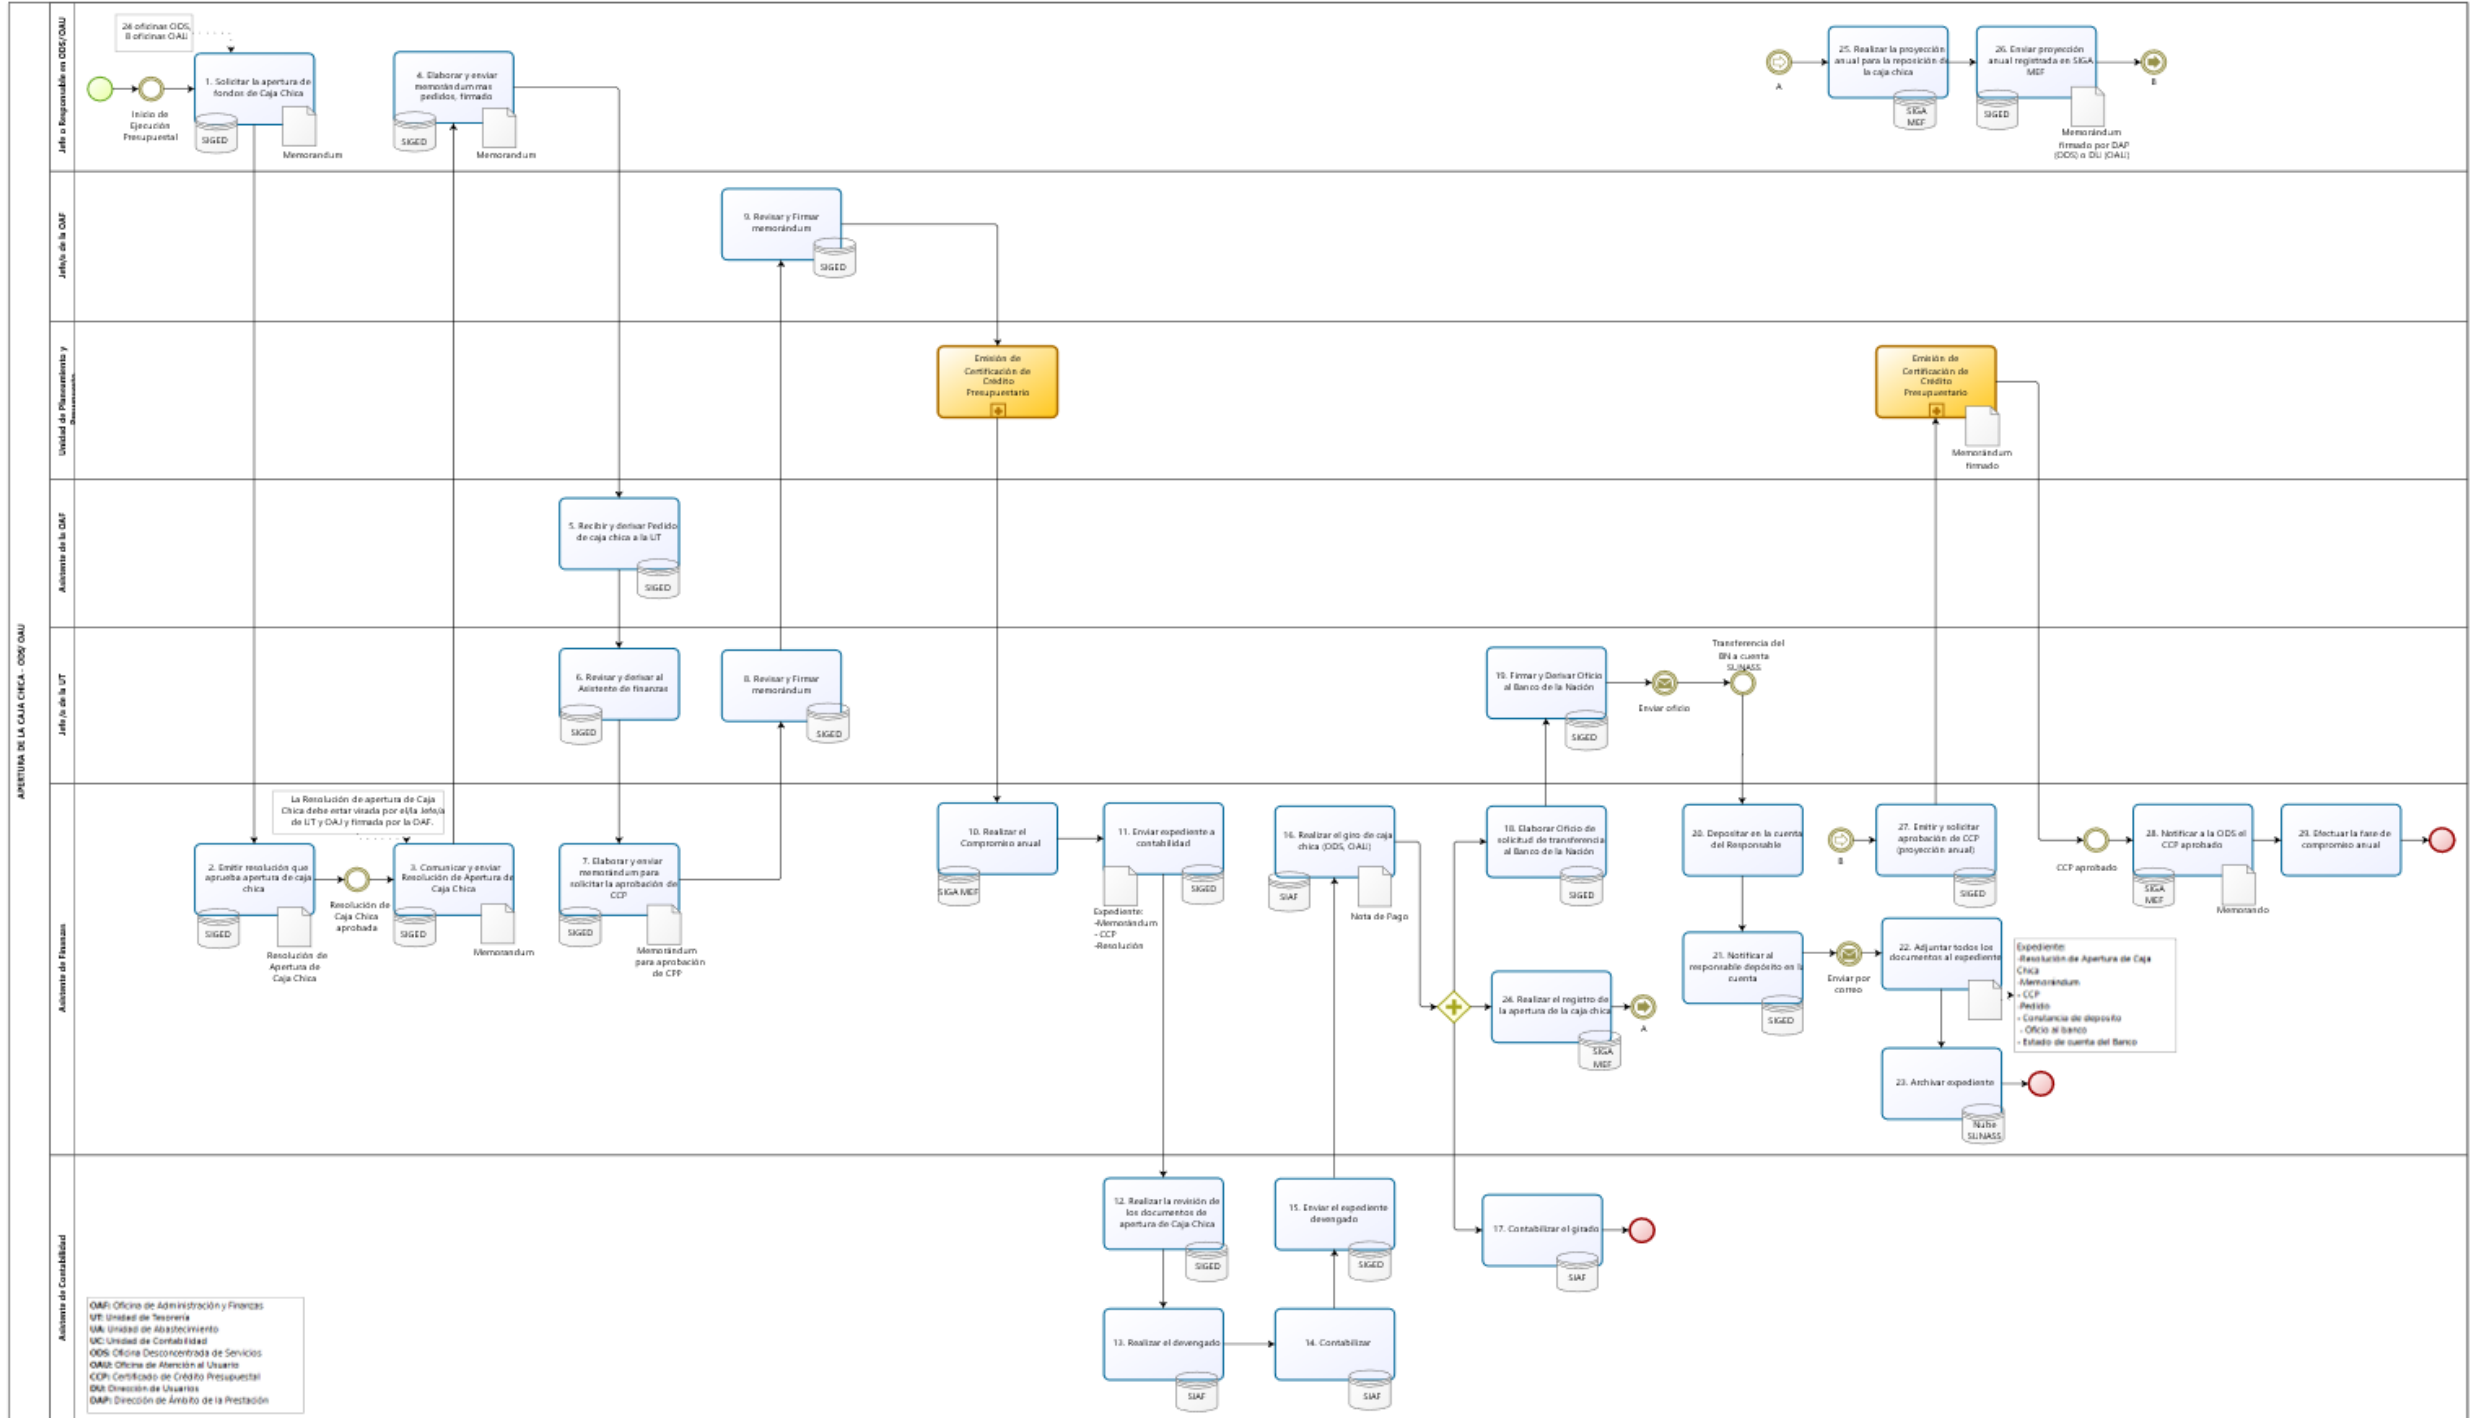 APERTURA DE LA CAJA CHICA - ODS/ OAU
Jefe o Responsable en ODS/OAU
24 oficinas ODS,
8 oficinas OAU
Inicio de
Ejecución
Presupuestal
1. Solicitar la apertura de
fondos de Caja Chica
SIGED
Memorandum
4. Elaborar y enviar
memorándum mas
pedidos, firmado
SIGED
Memorandum
A
25. Realizar la proyección
anual para la reposición de
la caja chica
SIGA
MEF
26. Enviar proyección
anual registrada en SIGA
MEF
SIGED
Memorándum
firmado por DAP
(ODS) o DU (OAU)
B
Jefe/a de la OAF
9. Revisar y Firmar
memorándum
SIGED
Unidad de Planeamiento y
Emisión de
Certificación de
Crédito
Presupuestario
Emisión de
Certificación de
Crédito
Presupuestario
Memorándum
firmado
Asistente de la OAF
5. Recibir y derivar Pedido
de caja chica a la UT
SIGED
Jefe/a de la UT
6. Revisar y derivar al
Asistente de finanzas
SIGED
8. Revisar y Firmar
memorándum
SIGED
19. Firmar y Derivar Oficio
al Banco de la Nación
SIGED
Enviar oficio
Transferencia del
BN a cuenta
SUNASS
Asistente de Finanzas
La Resolución de apertura de Caja
Chica debe estar visada por el/la Jefe/a
de UT y OAJ y firmada por la OAF.
2. Emitir resolución que
aprueba apertura de caja
chica
SIGED
Resolución de
Apertura de
Caja Chica
Resolución de
Caja Chica
aprobada
3. Comunicar y enviar
Resolución de Apertura de
Caja Chica
SIGED
Memorandum
7. Elaborar y enviar
memorándum para
solicitar la aprobación de
CCP
SIGED
Memorándum
para aprobación
de CPP
10. Realizar el
Compromiso anual
SIGA MEF
11. Enviar expediente a
contabilidad
SIGED
Expediente:
-Memorándum
- CCP
-Resolución
16. Realizar el giro de caja
chica (ODS, OAU)
SIAF
Nota de Pago
18. Elaborar Oficio de
solicitud de transferencia
al Banco de la Nación
SIGED
24. Realizar el registro de
la apertura de la caja chica
SIGA
MEF
A
20. Depositar en la cuenta
del Responsable
21. Notificar al
responsable depósito en la
cuenta
SIGED
Enviar por
correo
B
27. Emitir y solicitar
aprobación de CCP
(proyección anual)
SIGED
22. Adjuntar todos los
documentos al expediente
Expediente:
-Resolución de Apertura de Caja
Chica
-Memorándum
- CCP
-Pedido
- Constancia de deposito
- Oficio al banco
- Estado de cuenta del Banco
23. Archivar expediente
Nube
SUNASS
CCP aprobado
28. Notificar a la ODS el
CCP aprobado
SIGA
MEF
Memorando
29. Efectuar la fase de
compromiso anual
Asistente de Contabilidad
12. Realizar la revisión de
los documentos de
apertura de Caja Chica
SIGED
13. Realizar el devengado
SIAF
14. Contabilizar
SIAF
15. Enviar el expediente
devengado
SIGED
17. Contabilizar el girado
SIAF
OAF: Oficina de Administración y Finanzas
UT: Unidad de Tesorería
UA: Unidad de Abastecimiento
UC: Unidad de Contabilidad
ODS: Oficina Desconcentrada de Servicios
OAU: Oficina de Atención al Usuario
CCP: Certificado de Crédito Presupuestal
DU: Dirección de Usuarios
DAP: Dirección de Ámbito de la Prestación